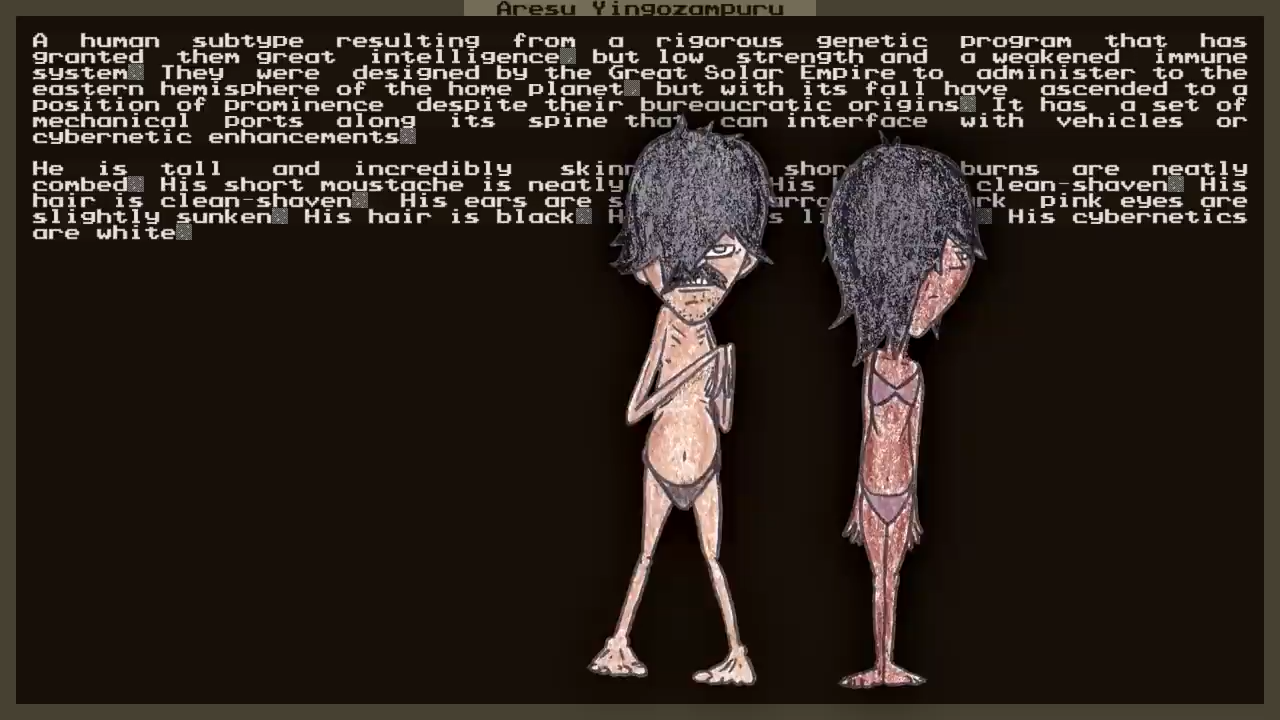 Aresu Yingozampuru
A human subtype resulting from a rigorous genetic program that has
granted them great intelligence, but low strength and a weakened immune
system. They were designed by the Great Solar Empire to administer to the
eastern hemisphere of the home planet, but with its fall have ascended to a
position of prominence despite their bureaucratic origins. It has a set of
mechanical ports along its spine that can interface with vehicles or
cybernetic enhancements.
He is tall and incredibly burns are neatly
combed. His short moustache is neatly His clean-shaven. His
hair is clean-shaven. His ears are pink eyes are
slightly sunken. His hair is black. His cybernetics
are white.